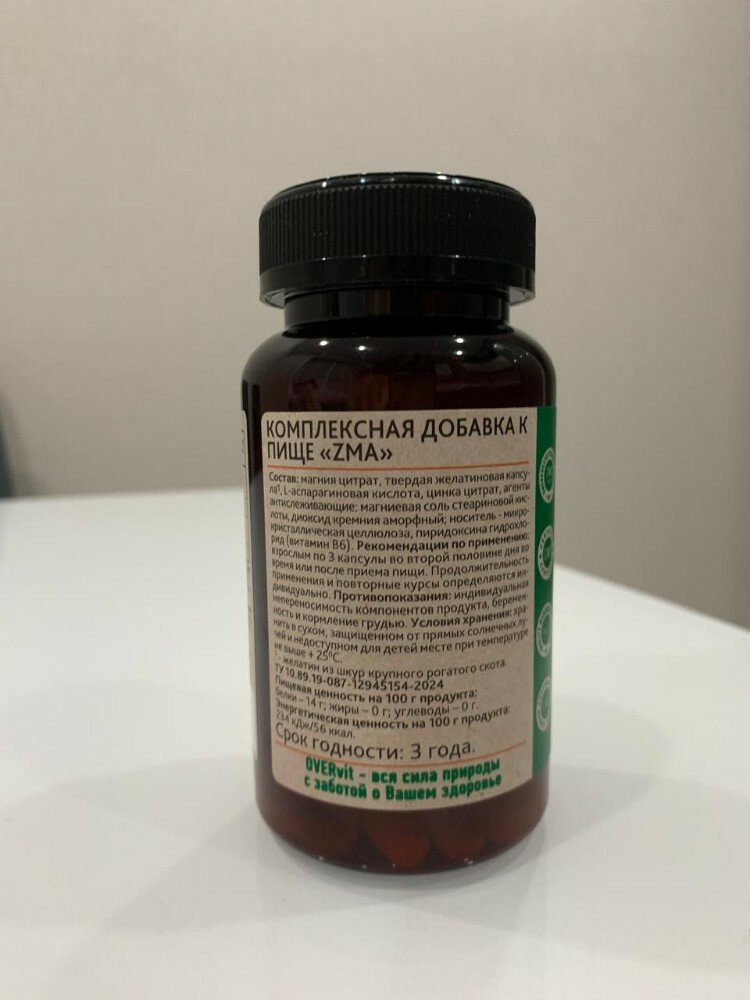 КОМПЛЕКСНАЯ ДОБАВКА К
ПИЩЕ «ZMA»
Состав: магния цитрат, твердая желатиновая капсу-
ла¹, L-аспарагиновая кислота, цинка цитрат, агенты
антислеживающие: магниевая соль стеариновой кис-
лоты, диоксид кремния аморфный; носитель - микро-
кристаллическая целлюлоза, пиридоксина гидрохло-
рид (витамин В6). Рекомендации по применению:
взрослым по 3 капсулы во второй половине дня во
время или после приема пищи. Продолжительность
применения и повторные курсы определяются ин-
дивидуально. Противопоказания: индивидуальная
непереносимость компонентов продукта, беремен-
ность и кормление грудью. Условия хранения: хра-
нить в сухом, защищенном от прямых солнечных лу-
чей и недоступном для детей месте при температуре
не выше + 25°С.
- желатин из шкур крупного рогатого скота.
ТУ 10.89.19-087-12945154-2024
Пищевая ценность на 100 г продукта:
белки – 14 г; жиры – 0 г; углеводы – 0 г.
Энергетическая ценность на 100 г продукта:
234 кДж/56 ккал.
Срок годности: 3 года.
OVERvit – вся сила природы
с заботой о Вашем здоровье